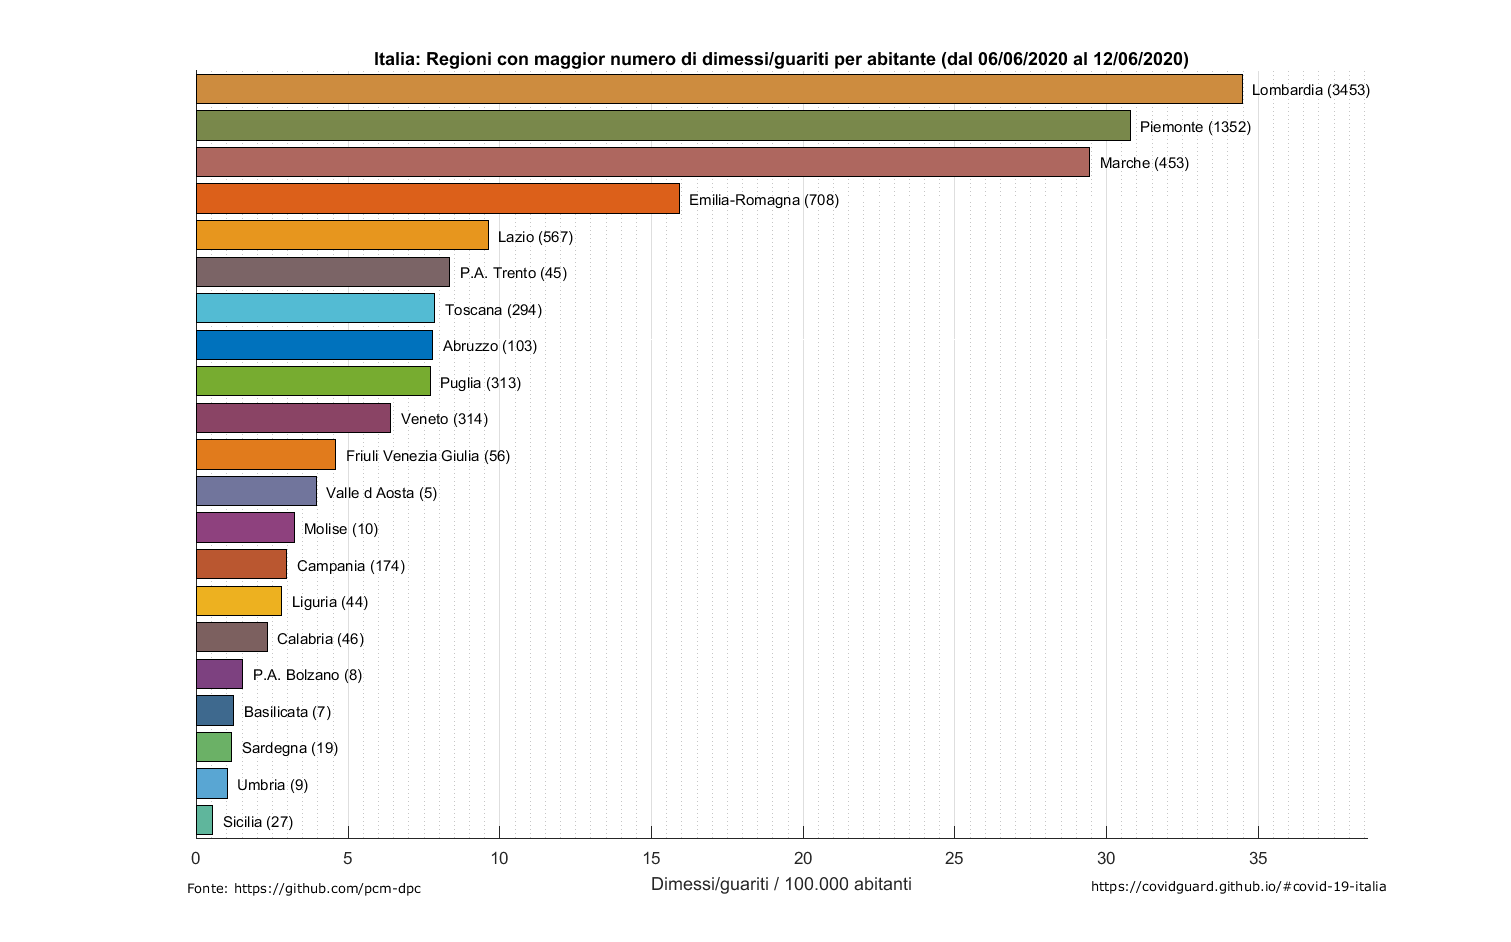 Italia: Regioni con maggior numero di dimessi/guariti per abitante (dal 06/06/2020 al 12/06/2020)
Lombardia (3453)
Piemonte (1352)
Marche (453)
Emilia-Romagna (708)
Lazio (567)
P.A. Trento (45)
Toscana (294)
Abruzzo (103)
Puglia (313)
Veneto (314)
Friuli Venezia Giulia (56)
Valle d Aosta (5)
Molise (10)
Campania (174)
Liguria (44)
Calabria (46)
P.A. Bolzano (8)
Basilicata (7)
Sardegna (19)
Umbria (9)
Sicilia (27)
0 5 10 15 20 25 30 35
Dimessi/guariti / 100.000 abitanti
Fonte: https://github.com/pcm-dpc
https://covidguard.github.io/#covid-19-italia